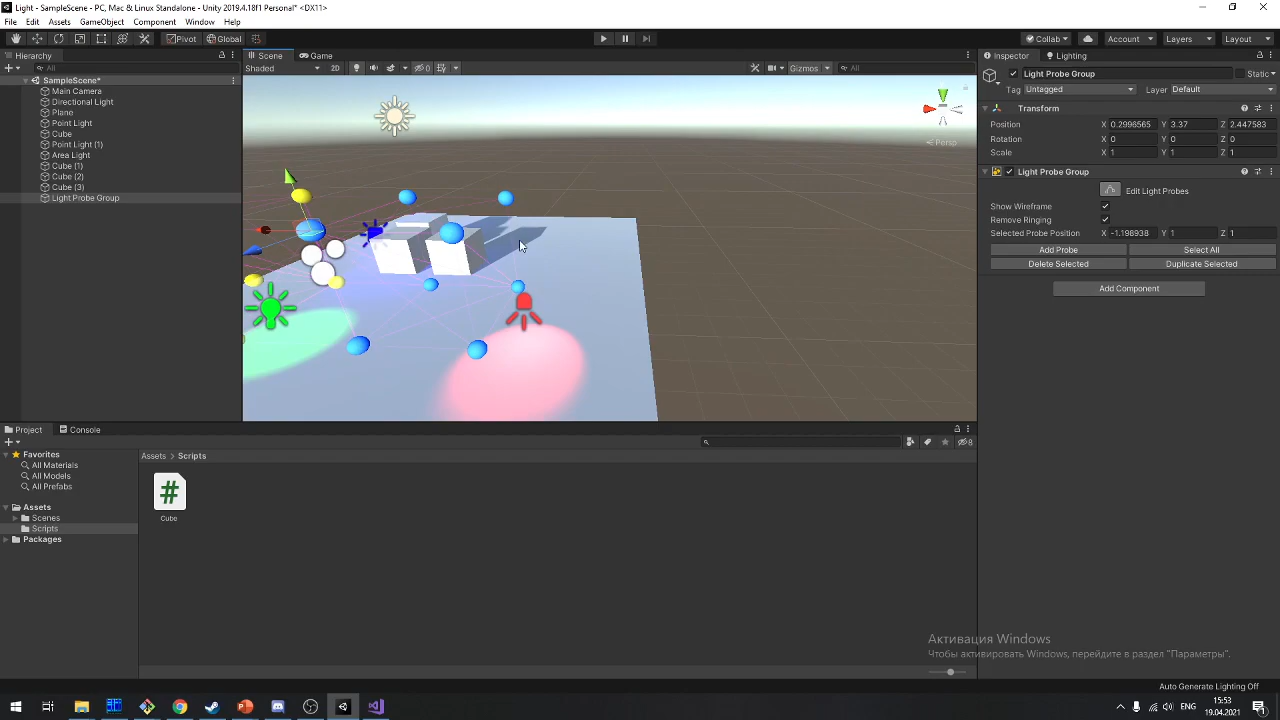 Light - SampleScene - PC, Mac & Linux Standalone - Unity 2019.4.18f1 Personal* <DX11>
File Edit Assets GameObject Component Window Help
Pivot Global Collab Account Layers Layout
Hierarchy Scene Game Inspector Lighting
All Shaded 2D 0 Gizmos All Light Probe Group Static
SampleScene* Tag Untagged Layer Default
Main Camera
Directional Light
Plane
Point Light
Cube
Point Light (1)
Area Light
Cube (1)
Cube (2)
Cube (3)
Light Probe Group
Persp
Transform
Position X 0.2996565 Y 3.37 Z 2.447583
Rotation X 0 Y 0 Z 0
Scale X 1 Y 1 Z 1
Light Probe Group
Edit Light Probes
Show Wireframe
Remove Ringing
Selected Probe Position X -1.198938 Y 1 Z 1
Add Probe Select All
Delete Selected Duplicate Selected
Add Component
Project Console
8
Favorites
All Materials
All Models
All Prefabs
Assets
Scenes
Scripts
Packages
Assets > Scripts
#
Cube
Активация Windows
Чтобы активировать Windows, перейдите в раздел "Параметры".
Auto Generate Lighting Off
ENG 15:53
19.04.2021